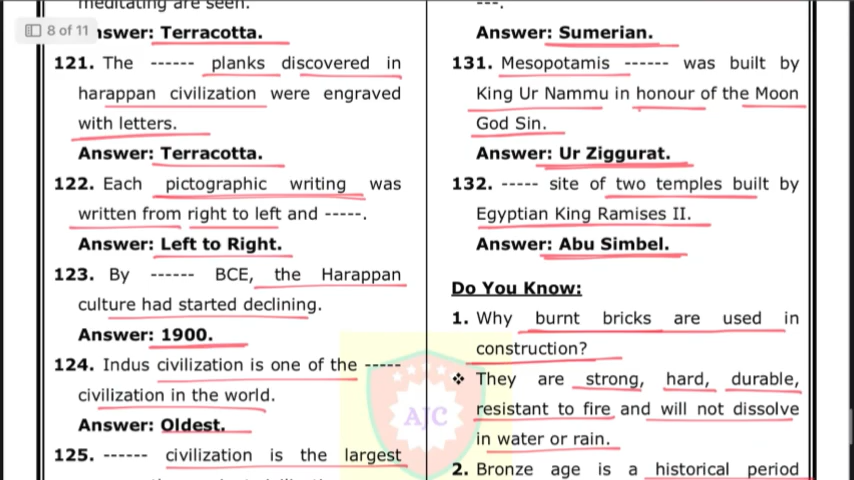 meditating are seen.
8 of 11
nswer: Terracotta.
121. The ------ planks discovered in
harappan civilization were engraved
with letters.
Answer: Terracotta.
122. Each pictographic writing was
written from right to left and -----.
Answer: Left to Right.
123. By ------ BCE, the Harappan
culture had started declining.
Answer: 1900.
124. Indus civilization is one of the -----
civilization in the world.
Answer: Oldest.
125. ------ civilization is the largest
---.
Answer: Sumerian.
131. Mesopotamis ------ was built by
King Ur Nammu in honour of the Moon
God Sin.
Answer: Ur Ziggurat.
132. ----- site of two temples built by
Egyptian King Ramises II.
Answer: Abu Simbel.
Do You Know:
1. Why burnt bricks are used in
construction?
❖ They are strong, hard, durable,
resistant to fire and will not dissolve
in water or rain.
2. Bronze age is a historical period
AJC